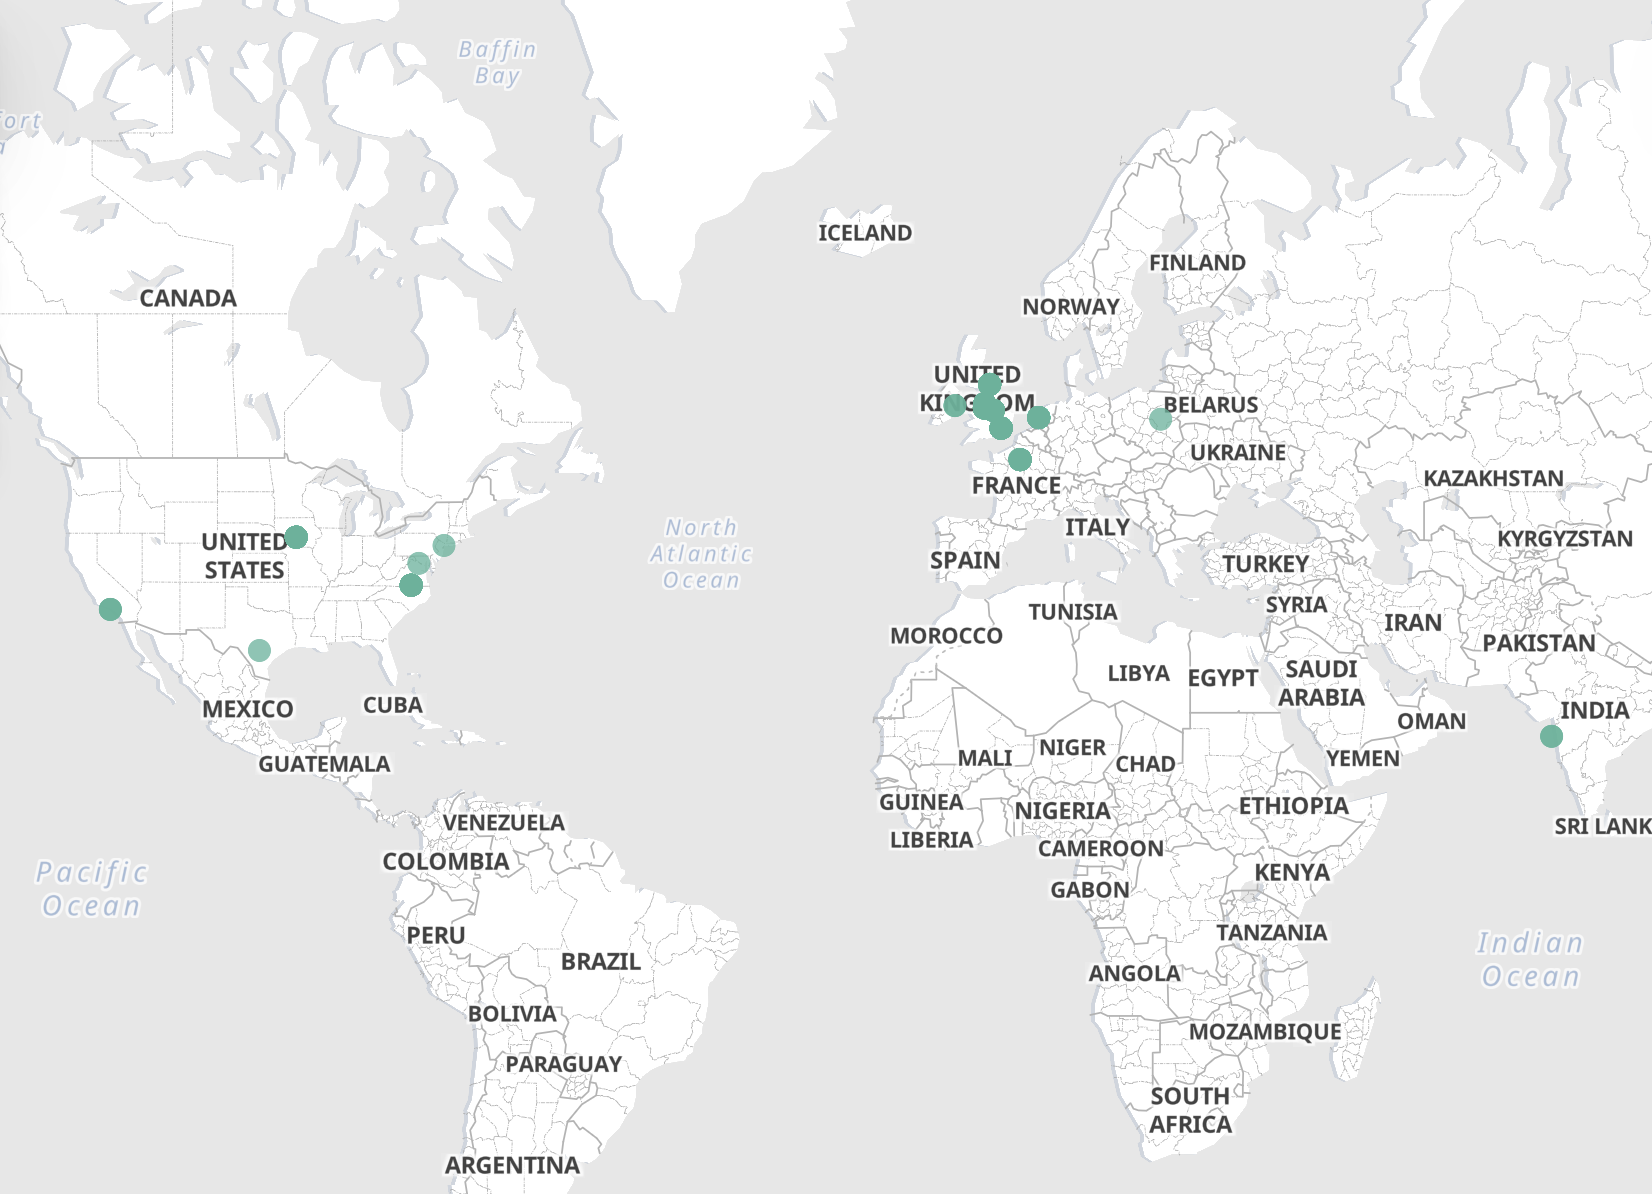 Baffin
Bay
fort
a
ICELAND
FINLAND
CANADA
NORWAY
UNITED
KINGDOM
BELARUS
UKRAINE
KAZAKHSTAN
FRANCE
North
Atlantic
Ocean
UNITED
STATES
ITALY
KYRGYZSTAN
SPAIN
TURKEY
SYRIA
TUNISIA
IRAN
MOROCCO
PAKISTAN
LIBYA
EGYPT
SAUDI
ARABIA
MEXICO
CUBA
INDIA
OMAN
NIGER
MALI
CHAD
YEMEN
GUATEMALA
GUINEA
NIGERIA
ETHIOPIA
VENEZUELA
LIBERIA
SRI LANK
CAMEROON
COLOMBIA
Pacific
Ocean
KENYA
GABON
PERU
TANZANIA
Indian
Ocean
BRAZIL
ANGOLA
BOLIVIA
MOZAMBIQUE
PARAGUAY
SOUTH
AFRICA
ARGENTINA